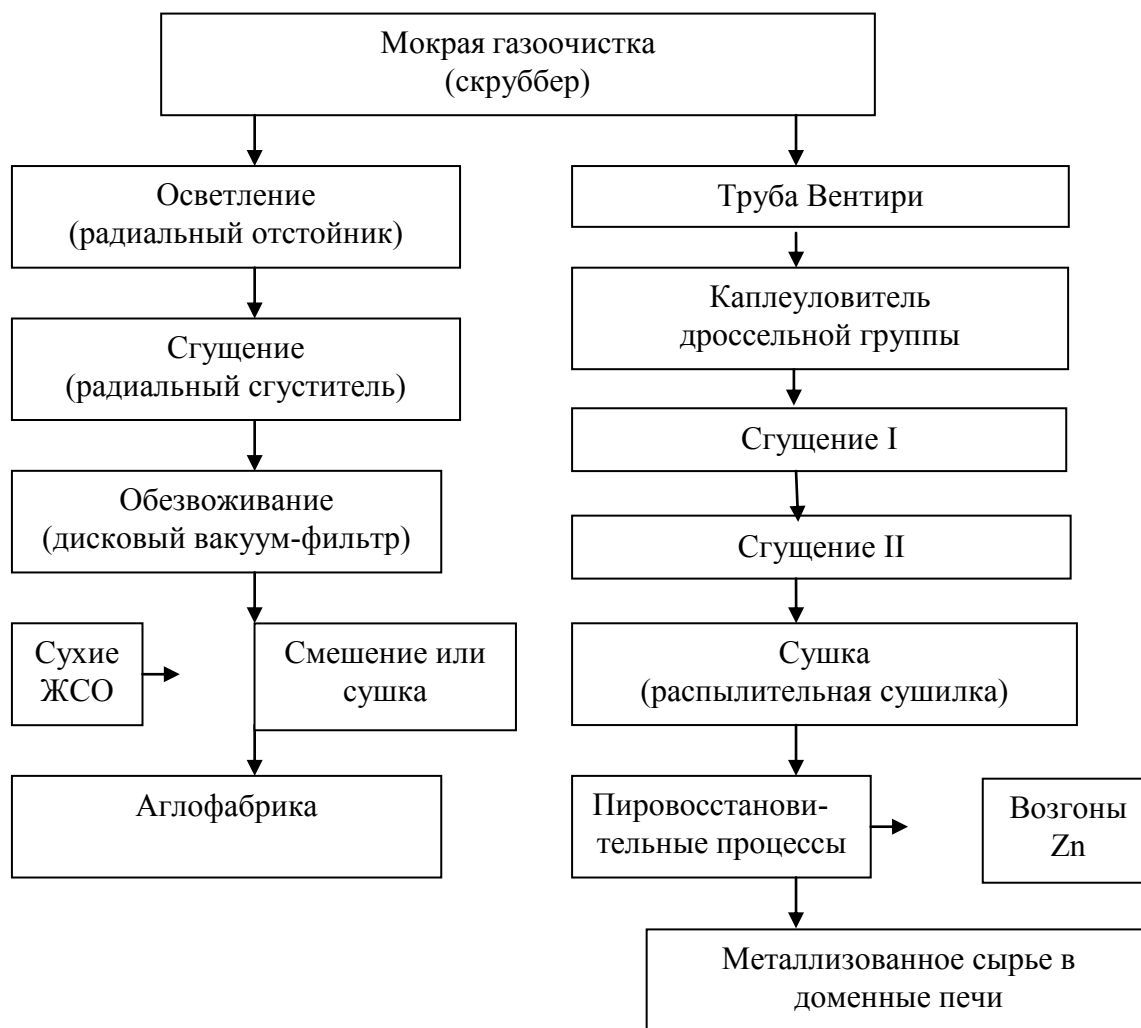 Мокрая газоочистка
(скруббер)
Осветление
(радиальный отстойник)
Сгущение
(радиальный сгуститель)
Обезвоживание
(дисковый вакуум-фильтр)
Сухие
ЖСО
Смешение или
сушка
Аглофабрика
Труба Вентири
Каплеуловитель
дроссельной группы
Сгущение I
Сгущение II
Сушка
(распылительная сушилка)
Пировосстанови-
тельные процессы
Возгоны
Zn
Металлизованное сырье в
доменные печи